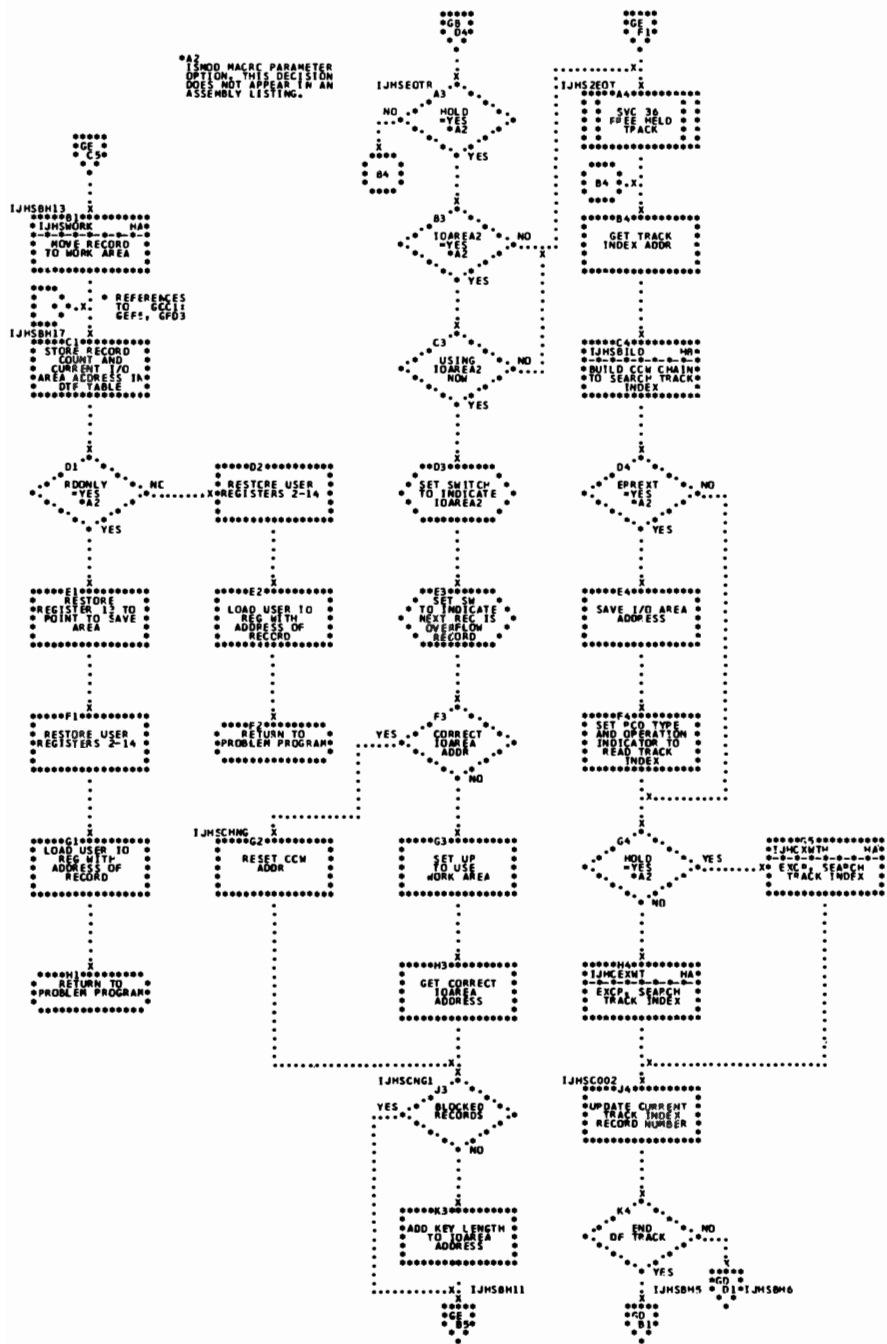 GB
D4
GE
F1
*A2
ISMOD MACRC PARAMETER
OPTION. THIS DECISION
DOES NOT APPEAR IN AN
ASSEMBLY LISTING.
IJHSEOTR
A3
HOLD
=YES
*A2
NO
YES
B4
IJHS2EOT
A4
SVC 36
FREE HELD
TRACK
B4
GE
C5
IJHSBH13
B1
IJHSWORK HA
MOVE RECORD
TO WORK AREA
B3
IOAREA2
=YES
*A2
NO
YES
B4
GET TRACK
INDEX ADDR
* REFERENCES
TO GCC1:
GEF5, GFD3
IJHSBH17
C1
STORE RECORD
COUNT AND
CURRENT I/O
AREA ADDRESS IN
DTF TABLE
C3
USING
IOAREA2
NOW
NO
YES
C4
IJHSBILD HA
BUILD CCW CHAIN
TO SEARCH TRACK
INDEX
D1
RDONLY
=YES
*A2
NC
YES
D2
RESTCRE USER
REGISTERS 2-14
D3
SET SWITCH
TO INDICATE
IOAREA2
D4
EPREXT
=YES
*A2
NO
YES
E1
RESTORE
REGISTER 13 TO
POINT TO SAVE
AREA
E2
LOAD USER IO
REG WITH
ADDRESS OF
RECORD
E3
SET SW
TO INDICATE
NEXT REC IS
OVERFLOW
RECORD
E4
SAVE I/O AREA
ADDRESS
F1
RESTORE USER
REGISTERS 2-14
F2
RETURN TO
PROBLEM PROGRAM
F3
CORRECT
IOAREA
ADDR
YES
NO
F4
SET PCO TYPE
AND OPERATION
INDICATOR TO
READ TRACK
INDEX
G1
LOAD USER IO
REG WITH
ADDRESS OF
RECORD
IJHSCHNG
G2
RESET CCW
ADDR
G3
SET UP
TO USE
WORK AREA
G4
HOLD
=YES
*A2
YES
NO
G5
IJHCXWTH HA
EXCP, SEARCH
TRACK INDEX
H1
RETURN TO
PROBLEM PROGRAM
H3
GET CORRECT
IOAREA
ADDRESS
H4
IJHCEXWT HA
EXCP, SEARCH
TRACK INDEX
IJHSCNG1
J3
BLOCKED
RECORDS
YES
NO
IJHSC002
J4
UPDATE CURRENT
TRACK INDEX
RECORD NUMBER
K3
ADD KEY LENGTH
TO IOAREA
ADDRESS
K4
END
OF TRACK
NO
YES
IJHSBH11
GE
B5
IJHSBH5
GD
B1
GD
D1
IJHSBH6